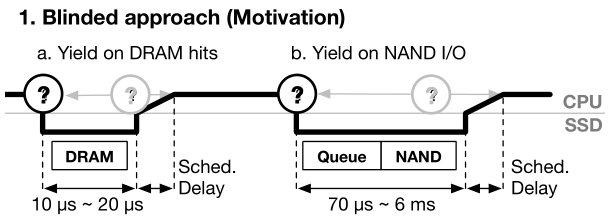 1. Blinded approach (Motivation)
a. Yield on DRAM hits
b. Yield on NAND I/O
?
?
?
?
CPU
SSD
DRAM
Queue
NAND
Sched.
Delay
Sched.
Delay
10 µs ~ 20 µs
70 µs ~ 6 ms